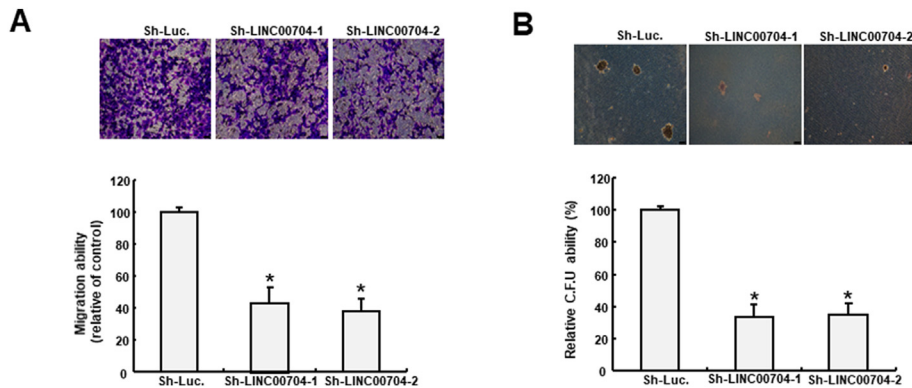 A
Sh-Luc. Sh-LINC00704-1 Sh-LINC00704-2
Migration ability
(relative of control)
120
100
80
60
40
20
0
*
*
Sh-Luc. Sh-LINC00704-1 Sh-LINC00704-2
B
Sh-Luc. Sh-LINC00704-1 Sh-LINC00704-2
Relative C.F.U ability (%)
120
100
80
60
40
20
0
*
*
Sh-Luc. Sh-LINC00704-1 Sh-LINC00704-2